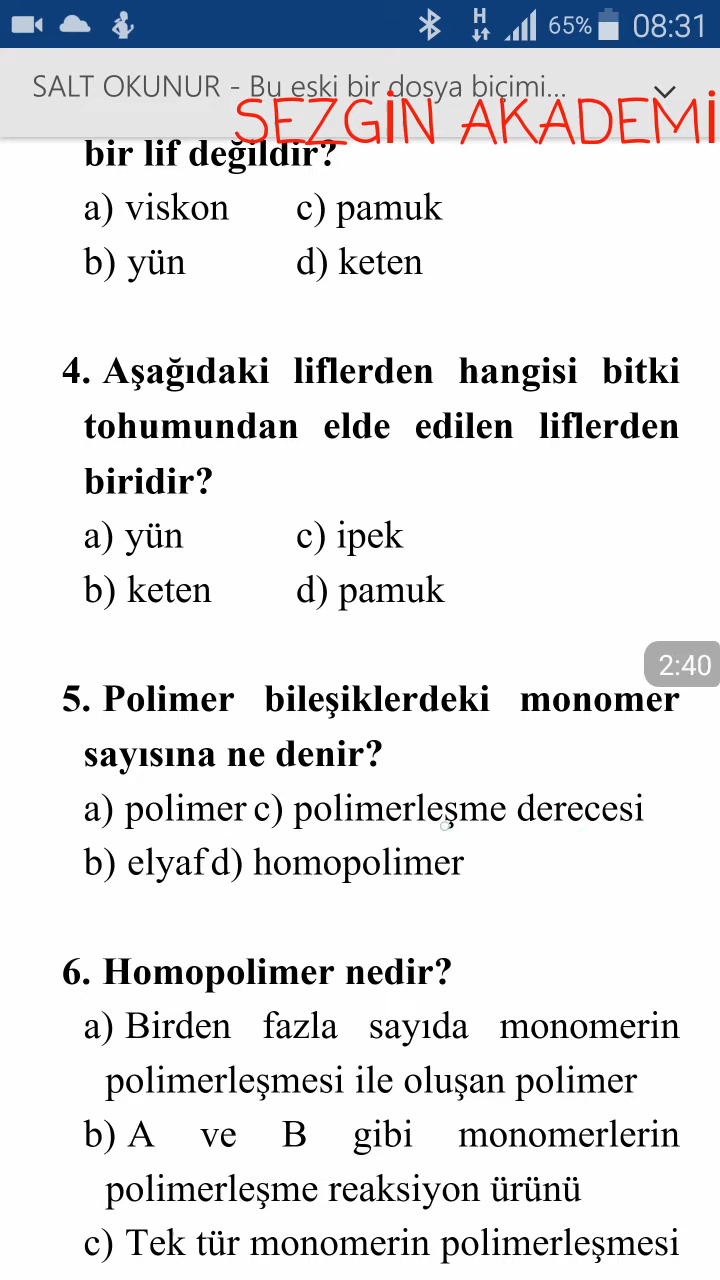 65% 08:31
SALT OKUNUR - Bu eski bir dosya biçimi...
SEZGİN AKADEMİ
bir lif değildir?
a) viskon c) pamuk
b) yün d) keten
4. Aşağıdaki liflerden hangisi bitki
tohumundan elde edilen liflerden
biridir?
a) yün c) ipek
b) keten d) pamuk
2:40
5. Polimer bileşiklerdeki monomer
sayısına ne denir?
a) polimer c) polimerleşme derecesi
b) elyaf d) homopolimer
6. Homopolimer nedir?
a) Birden fazla sayıda monomerin
polimerleşmesi ile oluşan polimer
b) A ve B gibi monomerlerin
polimerleşme reaksiyon ürünü
c) Tek tür monomerin polimerleşmesi